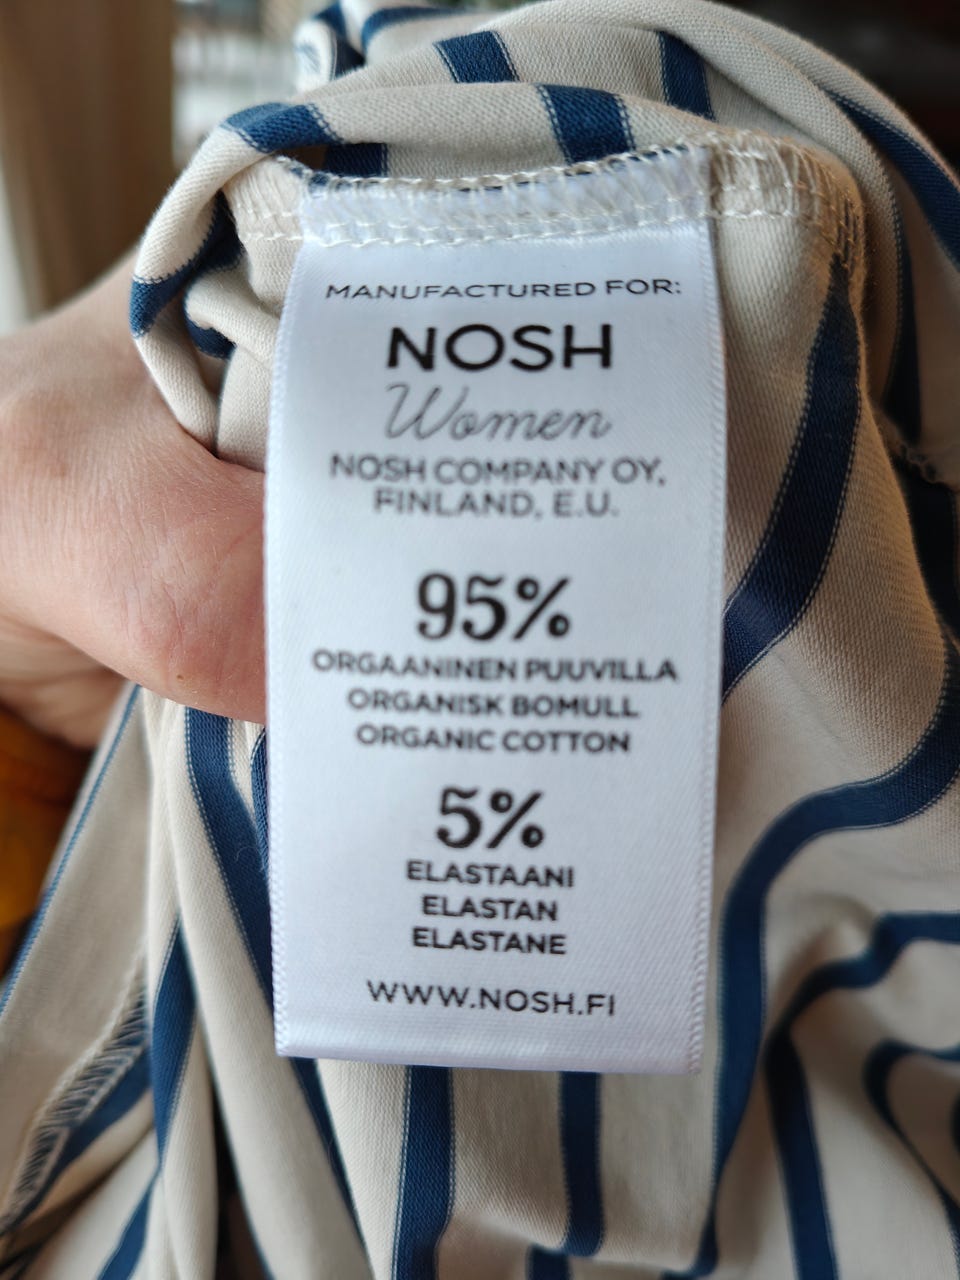 MANUFACTURED FOR:
NOSH
Women
NOSH COMPANY OY,
FINLAND, E.U.
95%
ORGAANINEN PUUVILLA
ORGANISK BOMULL
ORGANIC COTTON
5%
ELASTAANI
ELASTAN
ELASTANE
WWW.NOSH.FI